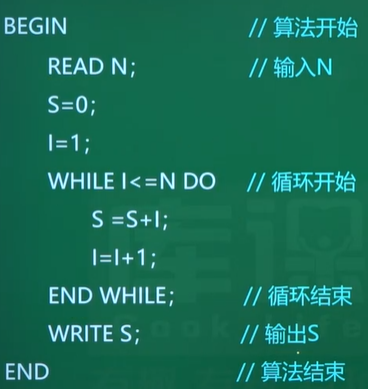 BEGIN // 算法开始
READ N; // 输入N
S=0;
I=1;
WHILE I<=N DO // 循环开始
S =S+I;
I=I+1;
END WHILE; // 循环结束
WRITE S; // 输出S
END // 算法结束